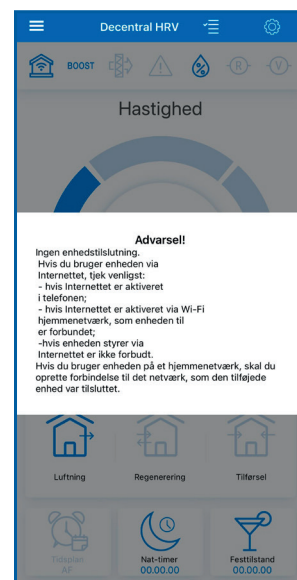 Decentral HRV
BOOST
R
V
Hastighed
Advarsel!
Ingen enhedstilslutning.
Hvis du bruger enheden via
Internettet, tjek venligst:
- hvis Internettet er aktiveret
i telefonen;
- hvis Internettet er aktiveret via Wi-Fi
hjemmenetværk, som enheden til
er forbundet;
-hvis enheden styrer via
Internettet er ikke forbudt.
Hvis du bruger enheden på et hjemmenetværk, skal du
oprette forbindelse til det netværk, som den tilføjede
enhed var tilsluttet.
Luftning Regenerering Tilførsel
Tidsplan Nat-timer Festtilstand
AF 00.00.00 00.00.00